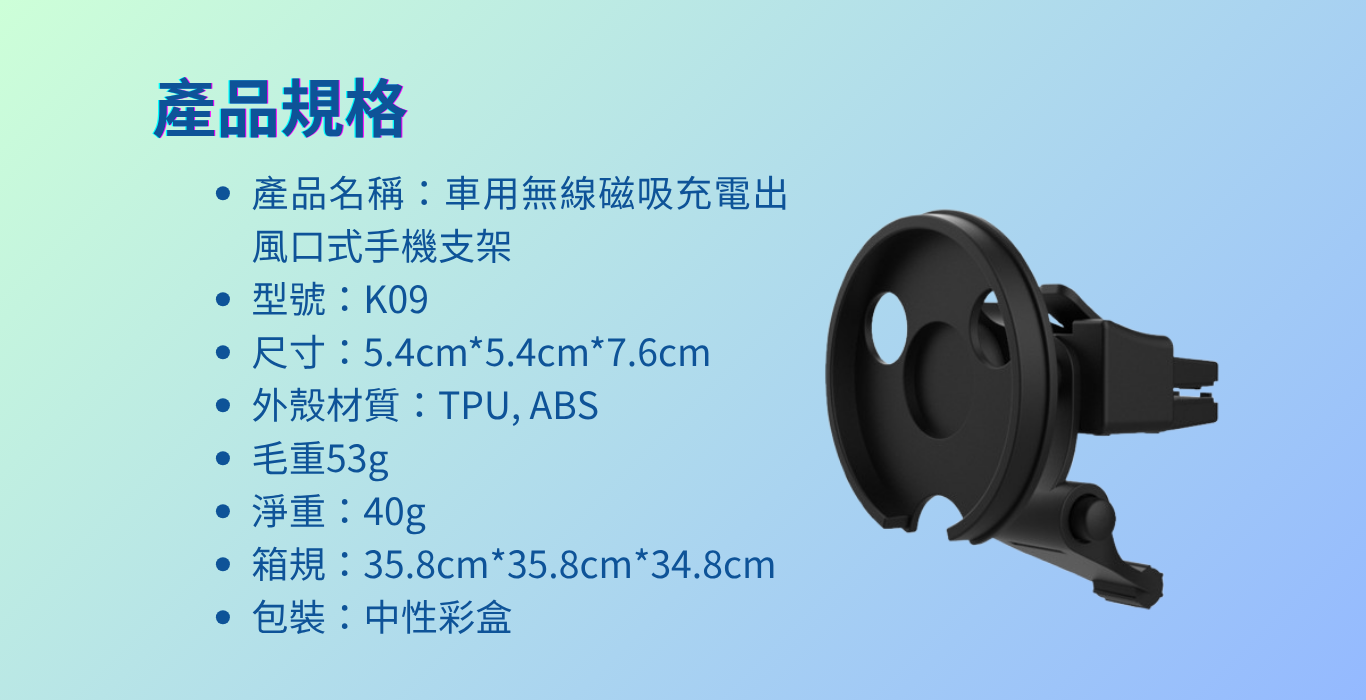 產品規格
• 產品名稱：車用無線磁吸充電出
風口式手機支架
• 型號：K09
• 尺寸：5.4cm*5.4cm*7.6cm
• 外殼材質：TPU, ABS
• 毛重53g
• 淨重：40g
• 箱規：35.8cm*35.8cm*34.8cm
• 包裝：中性彩盒